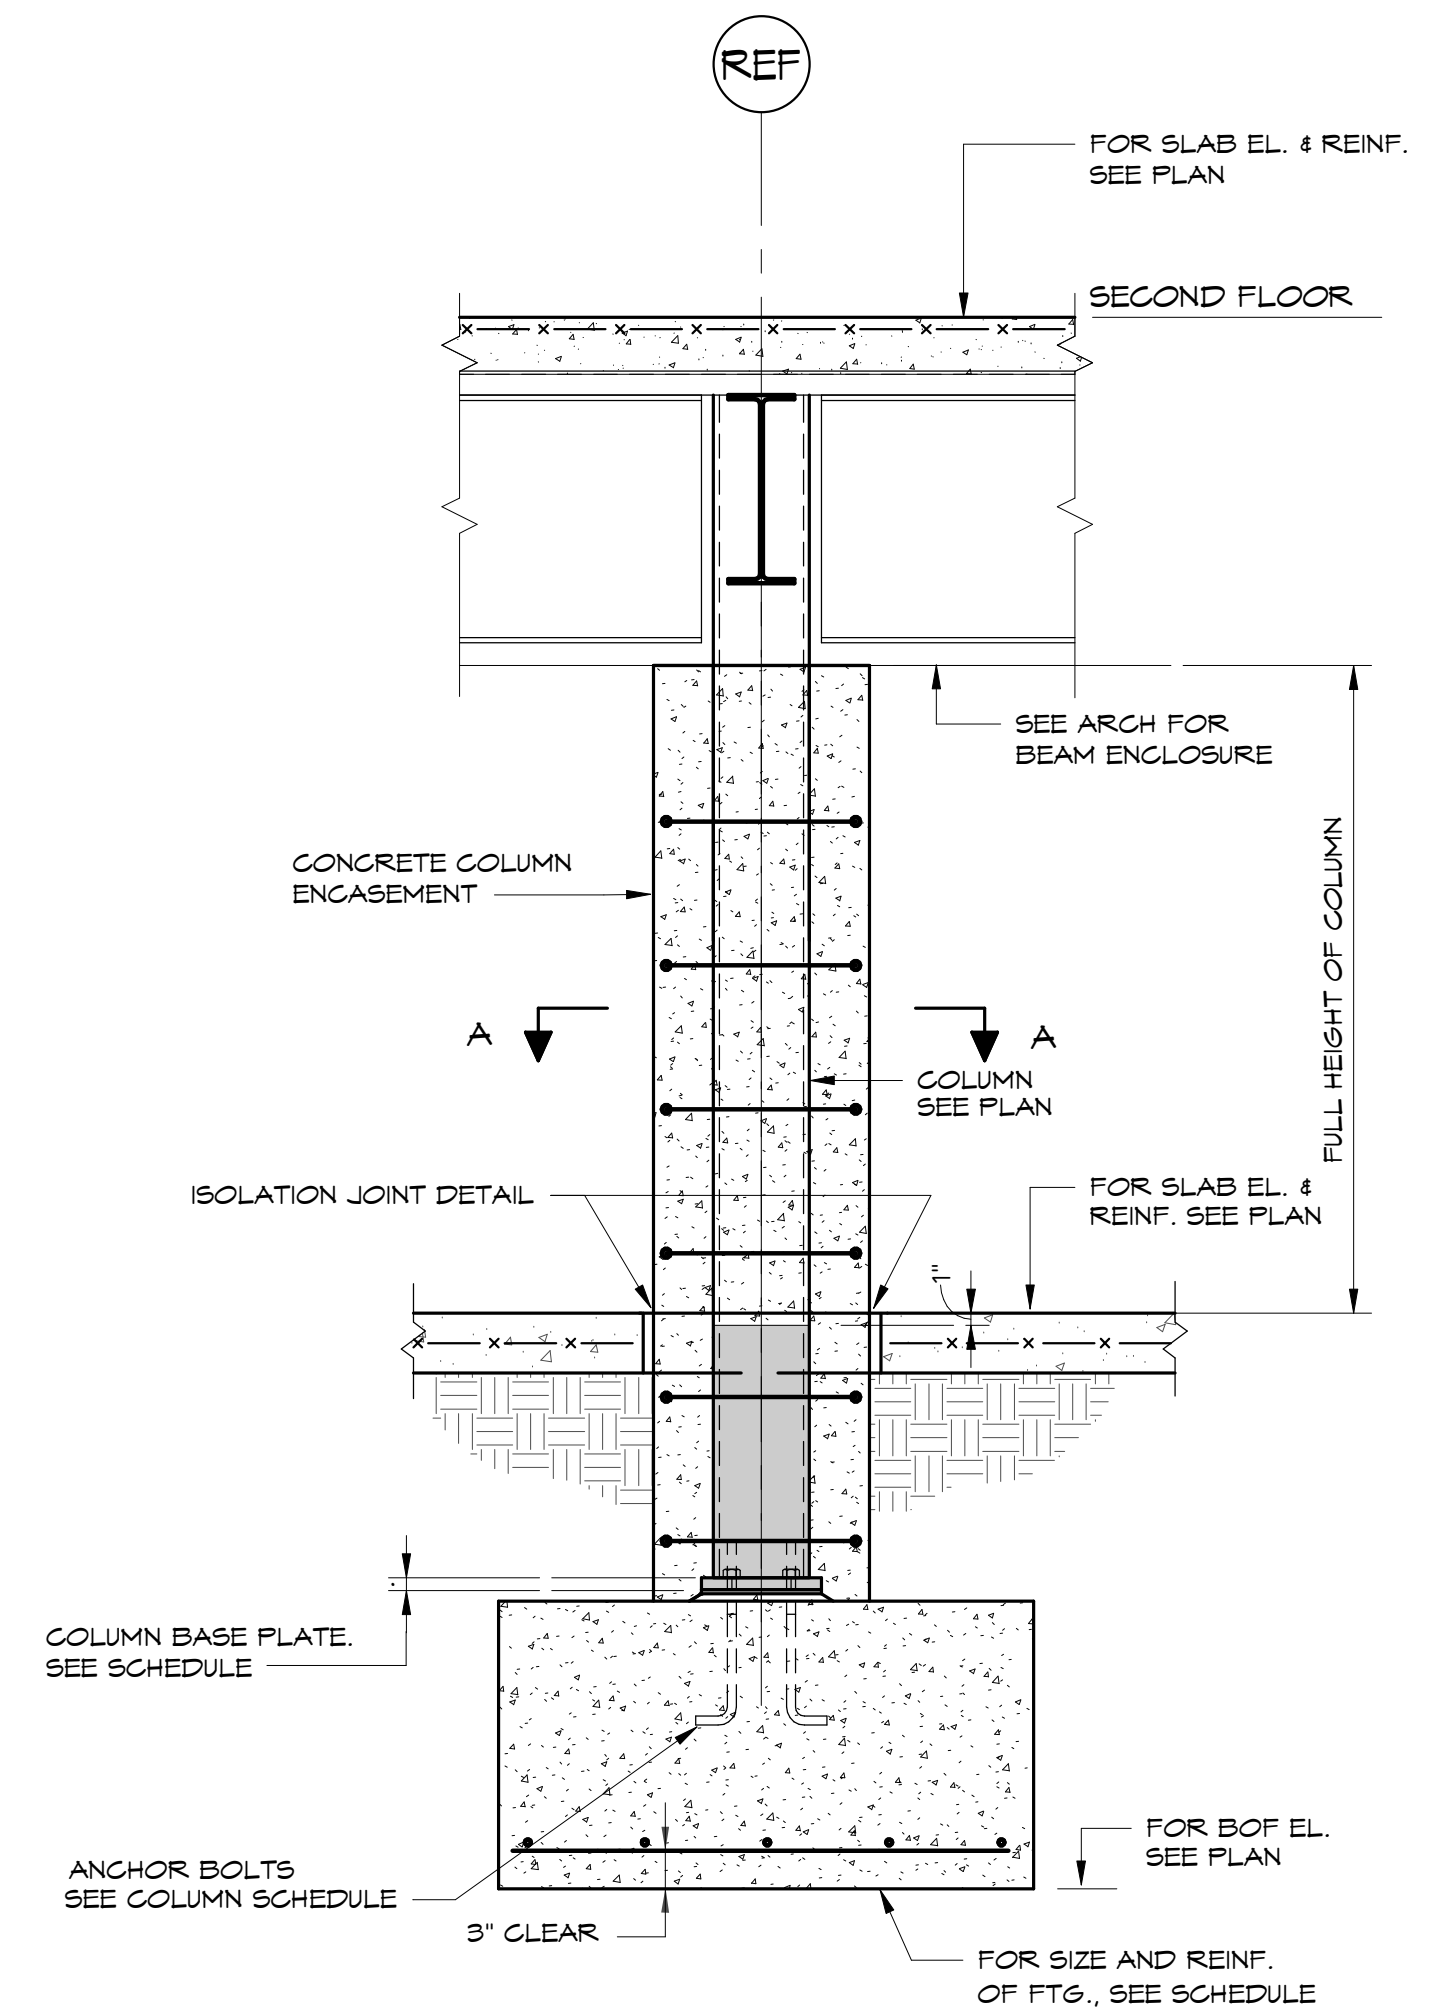 REF
FOR SLAB EL. & REINF.
SEE PLAN
SECOND FLOOR
SEE ARCH FOR
BEAM ENCLOSURE
CONCRETE COLUMN
ENCASEMENT
FULL HEIGHT OF COLUMN
A
A
COLUMN
SEE PLAN
ISOLATION JOINT DETAIL
FOR SLAB EL. &
REINF. SEE PLAN
1"
COLUMN BASE PLATE.
SEE SCHEDULE
FOR BOF EL.
SEE PLAN
ANCHOR BOLTS
SEE COLUMN SCHEDULE
3" CLEAR
FOR SIZE AND REINF.
OF FTG., SEE SCHEDULE